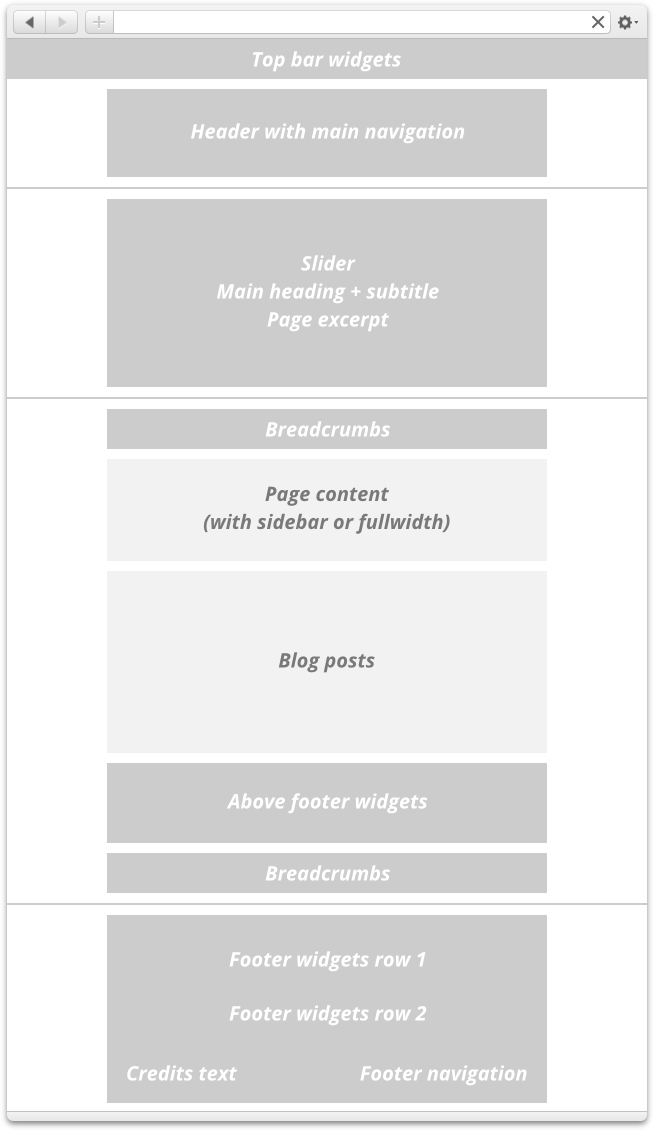 Top bar widgets
Header with main navigation
Slider
Main heading + subtitle
Page excerpt
Breadcrumbs
Page content
(with sidebar or fullwidth)
Blog posts
Above footer widgets
Breadcrumbs
Footer widgets row 1
Footer widgets row 2
Credits text Footer navigation